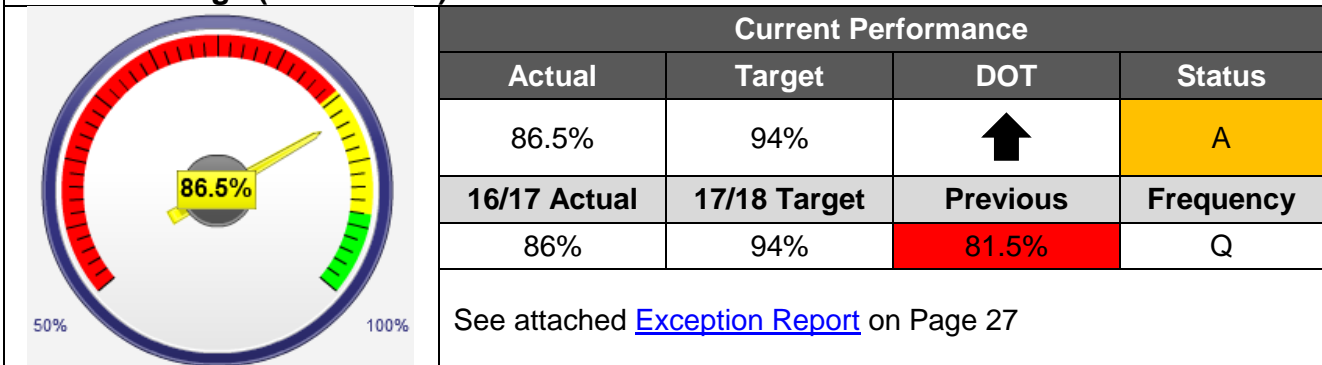 Current Performance
Actual Target DOT Status
86.5% 94% A
16/17 Actual 17/18 Target Previous Frequency
86% 94% 81.5% Q
See attached Exception Report on Page 27
86.5%
50% 100%